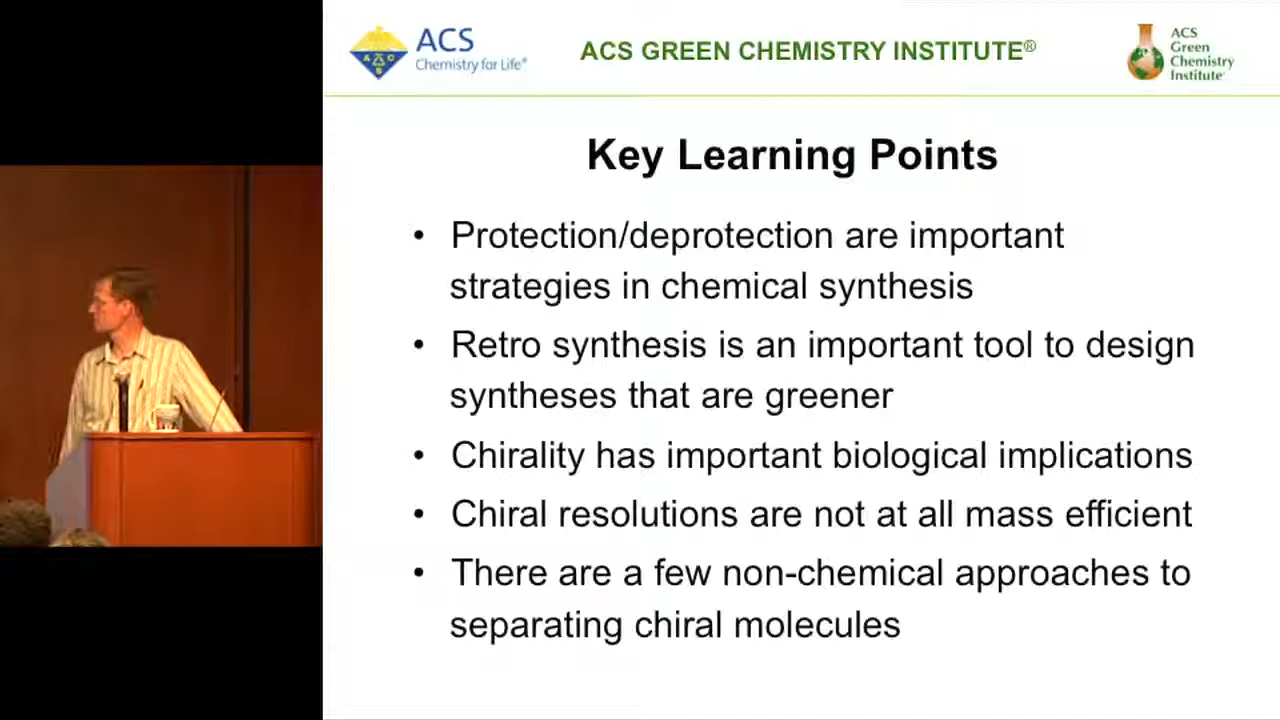 ACS
Chemistry for Life®
A C S
ACS GREEN CHEMISTRY INSTITUTE®
ACS
Green
Chemistry
Institute®
Key Learning Points
• Protection/deprotection are important
strategies in chemical synthesis
• Retro synthesis is an important tool to design
syntheses that are greener
• Chirality has important biological implications
• Chiral resolutions are not at all mass efficient
• There are a few non-chemical approaches to
separating chiral molecules